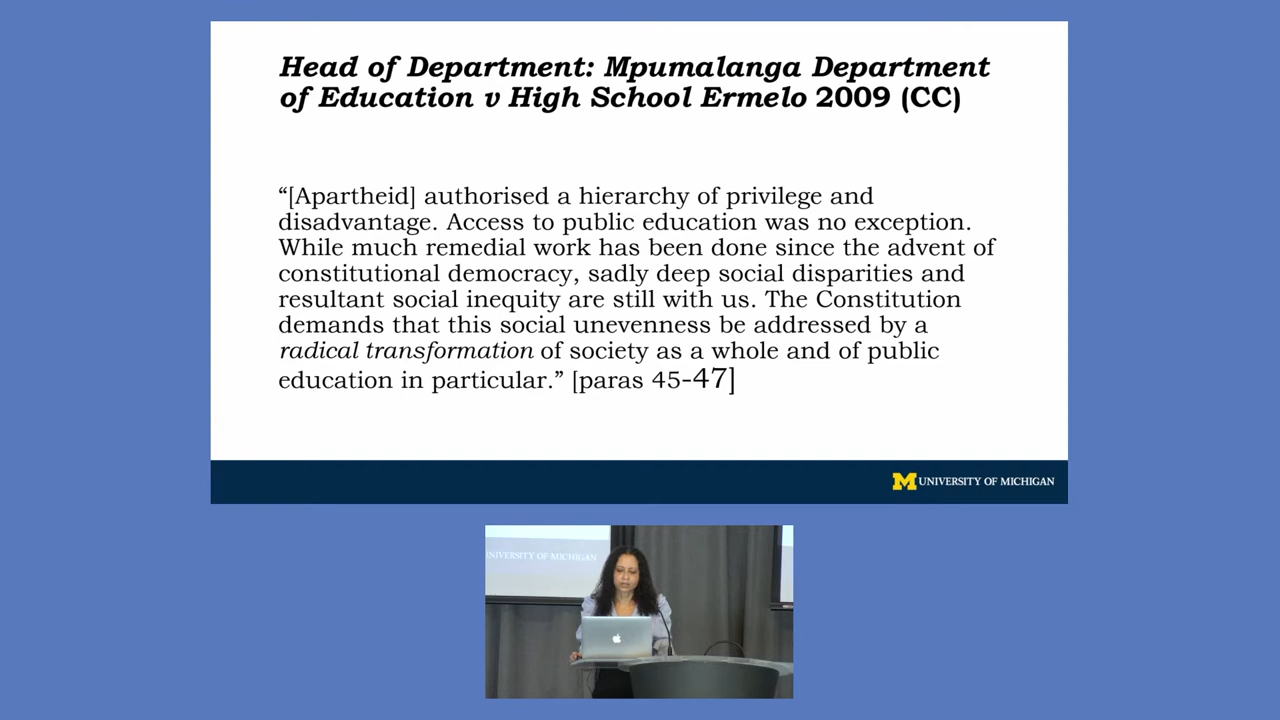 Head of Department: Mpumalanga Department
of Education v High School Ermelo 2009 (CC)
“[Apartheid] authorised a hierarchy of privilege and
disadvantage. Access to public education was no exception.
While much remedial work has been done since the advent of
constitutional democracy, sadly deep social disparities and
resultant social inequity are still with us. The Constitution
demands that this social unevenness be addressed by a
radical transformation of society as a whole and of public
education in particular.” [paras 45-47]
M UNIVERSITY OF MICHIGAN
UNIVERSITY OF MICHIGAN